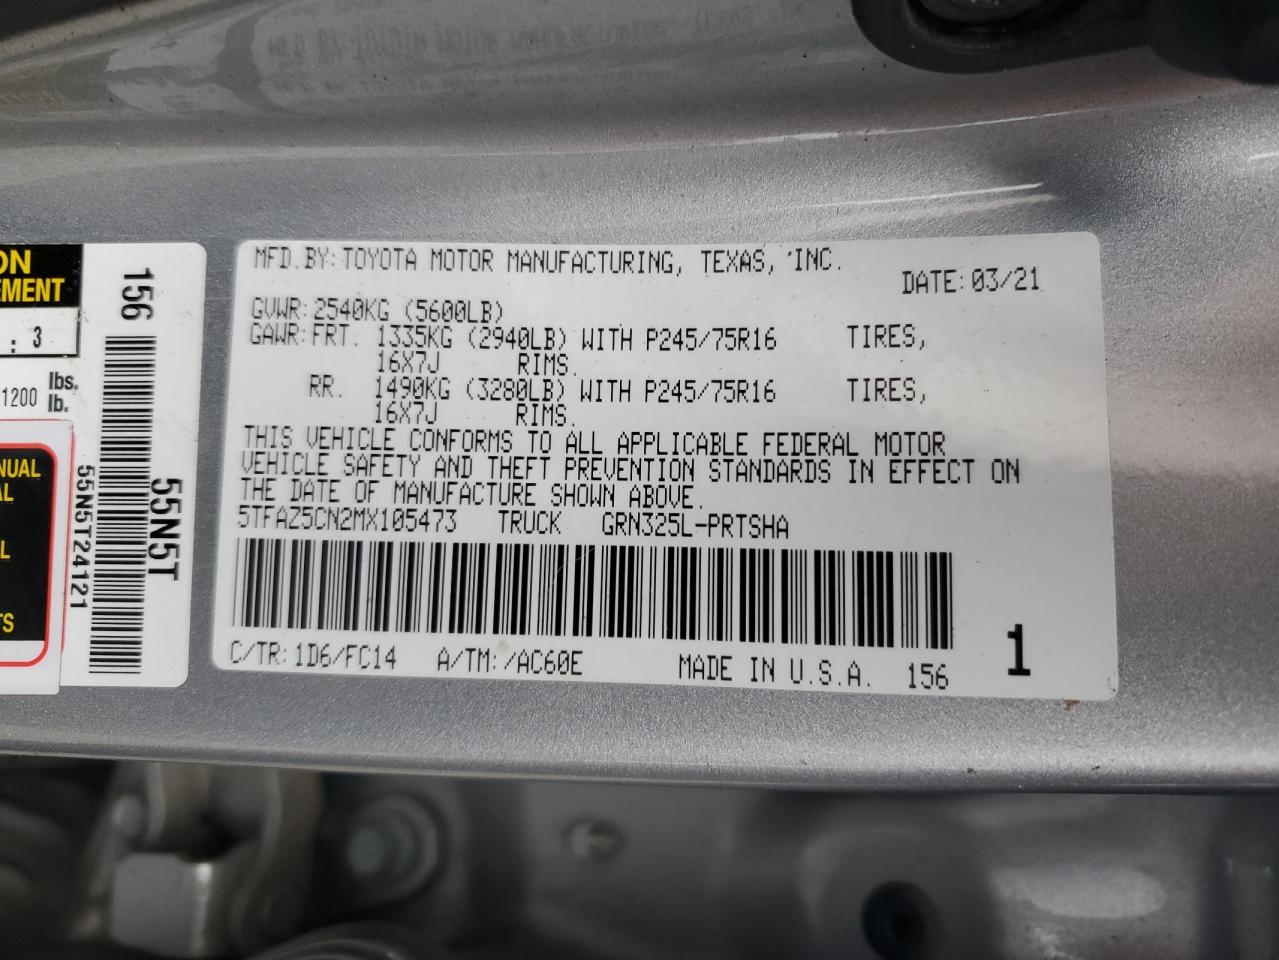 MFD.BY:TOYOTA MOTOR MANUFACTURING, TEXAS, INC.
DATE:03/21
GVWR:2540KG (5600LB)
GAWR:FRT. 1335KG (2940LB) WITH P245/75R16 TIRES,
16X7J RIMS.
RR. 1490KG (3280LB) WITH P245/75R16 TIRES,
16X7J RIMS.
THIS VEHICLE CONFORMS TO ALL APPLICABLE FEDERAL MOTOR
VEHICLE SAFETY AND THEFT PREVENTION STANDARDS IN EFFECT ON
THE DATE OF MANUFACTURE SHOWN ABOVE.
5TFAZ5CN2MX105473 TRUCK GRN325L-PRTSHA
C/TR:1D6/FC14 A/TM:/AC60E MADE IN U.S.A. 156
1
ON
EMENT
: 3
1200 lbs.
lb.
NUAL
AL
L
TS
156
55N5T
55N5T24121